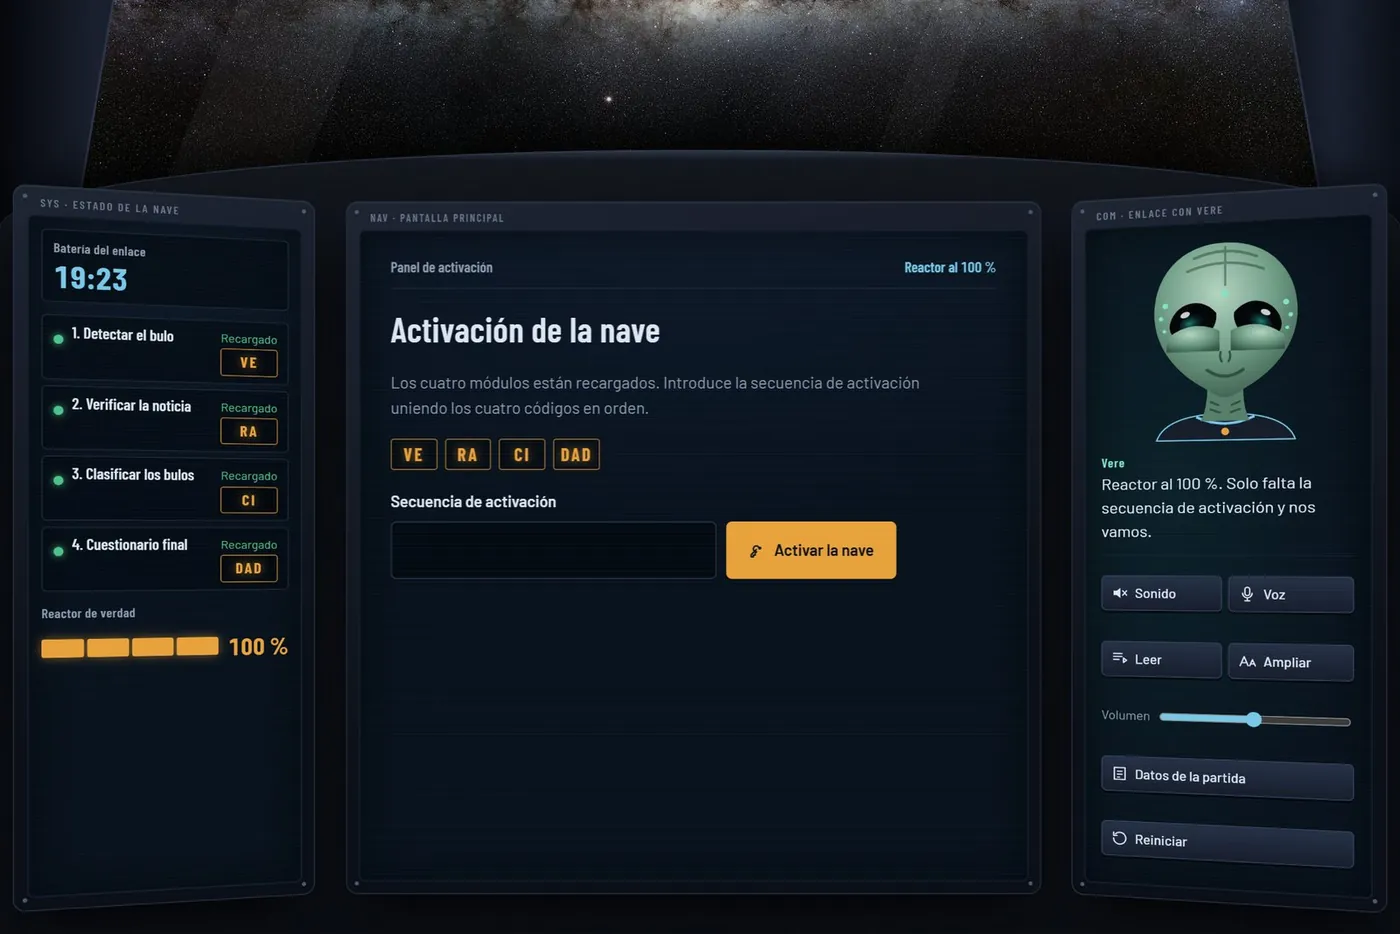 SYS · ESTADO DE LA NAVE
Batería del enlace
19:23
1. Detectar el bulo
Recargado
VE
2. Verificar la noticia
Recargado
RA
3. Clasificar los bulos
Recargado
CI
4. Cuestionario final
Recargado
DAD
Reactor de verdad
100 %
NAV · PANTALLA PRINCIPAL
Panel de activación
Reactor al 100 %
Activación de la nave
Los cuatro módulos están recargados. Introduce la secuencia de activación
uniendo los cuatro códigos en orden.
VE RA CI DAD
Secuencia de activación
Activar la nave
COM · ENLACE CON VERE
Vere
Reactor al 100 %. Solo falta la
secuencia de activación y nos
vamos.
Sonido
Voz
Leer
Ampliar
Volumen
Datos de la partida
Reiniciar